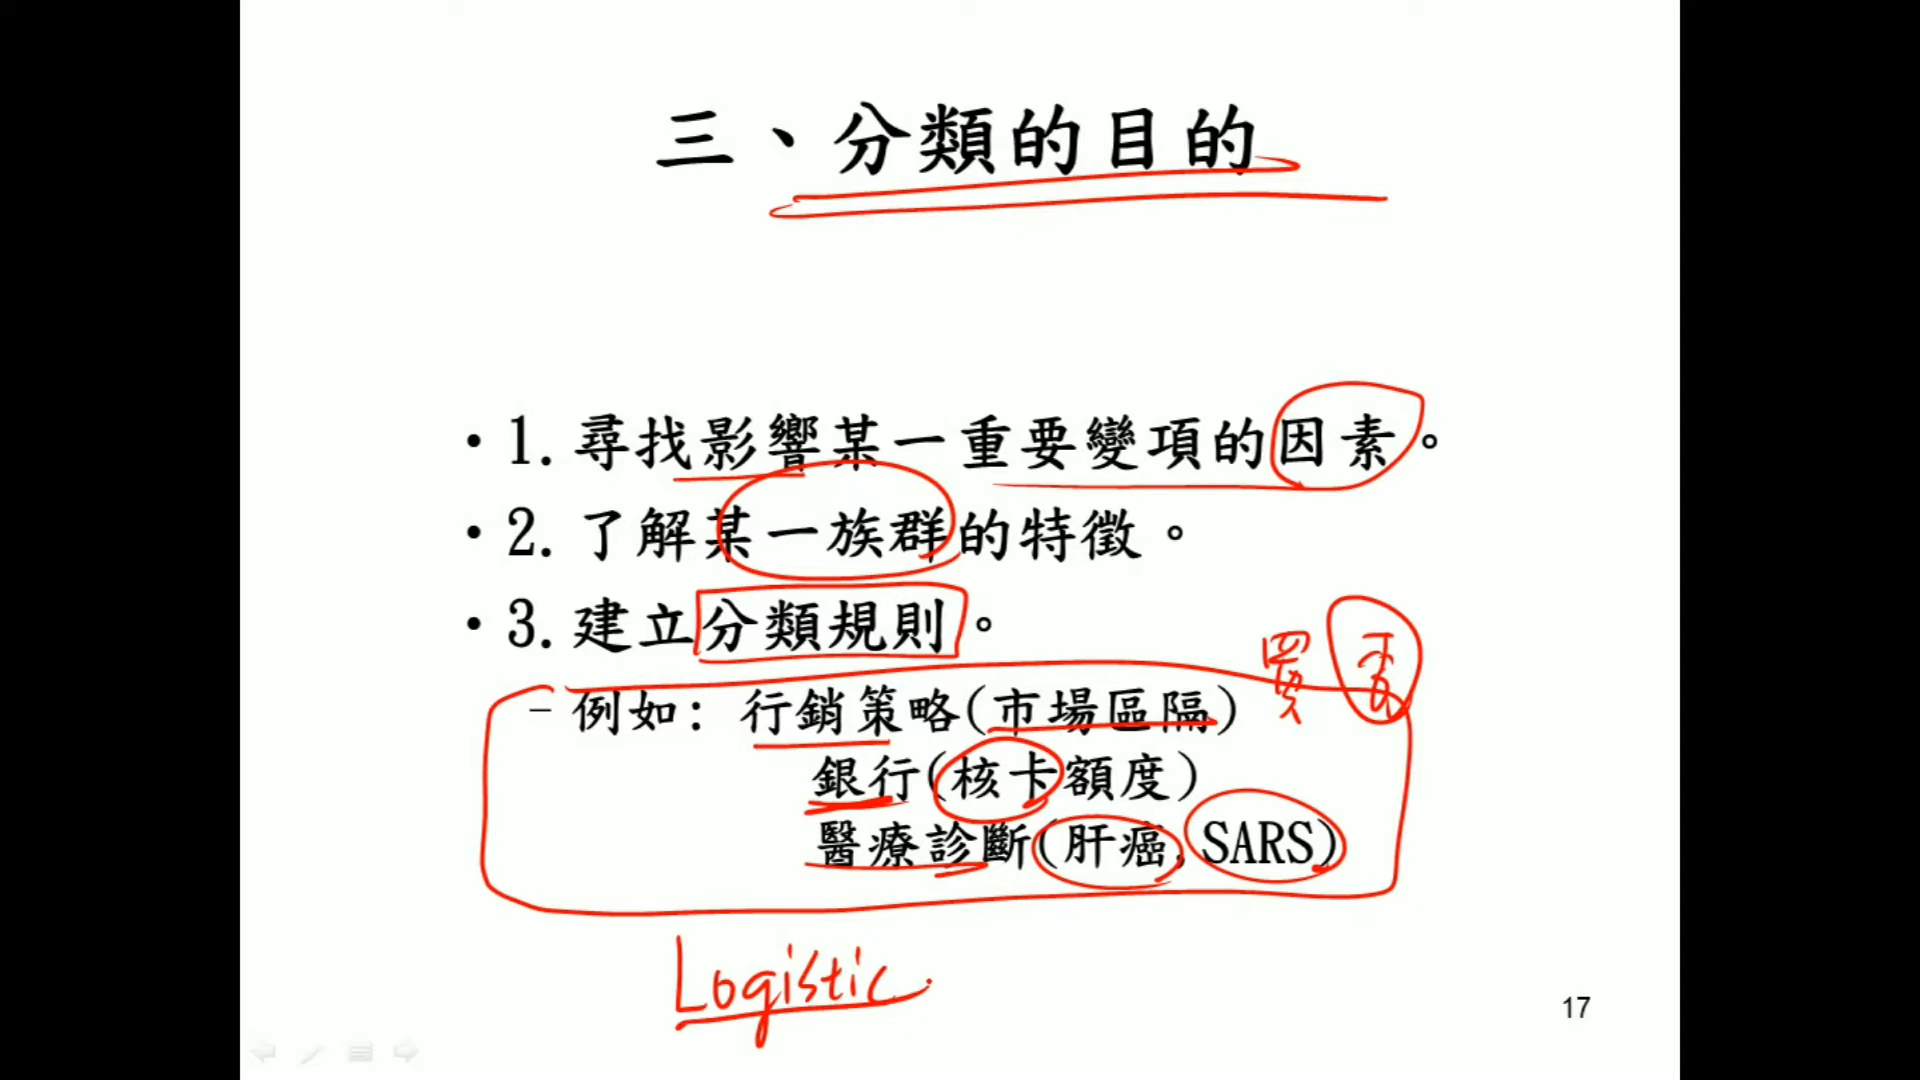 三、分類的目的
•1.尋找影響某一重要變項的因素。
•2.了解某一族群的特徵。
•3.建立分類規則。
買
–例如: 行銷策略(市場區隔)
銀行(核卡額度)
醫療診斷(肝癌, SARS)
Logistic
17